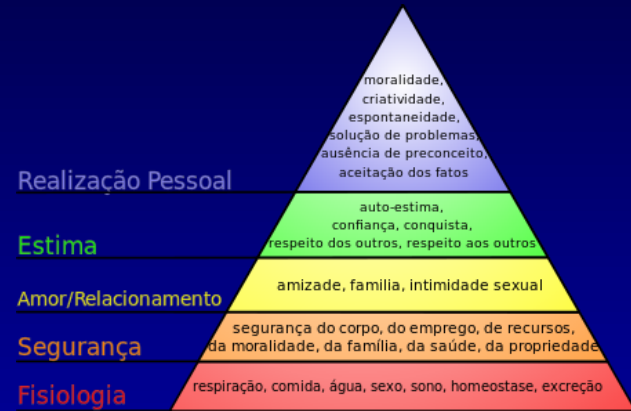 moralidade,
criatividade,
espontaneidade,
solução de problemas,
ausência de preconceito,
aceitação dos fatos
Realização Pessoal
auto-estima,
confiança, conquista,
respeito dos outros, respeito aos outros
Estima
amizade, familia, intimidade sexual
Amor/Relacionamento
segurança do corpo, do emprego, de recursos,
da moralidade, da família, da saúde, da propriedade
Segurança
respiração, comida, água, sexo, sono, homeostase, excreção
Fisiologia